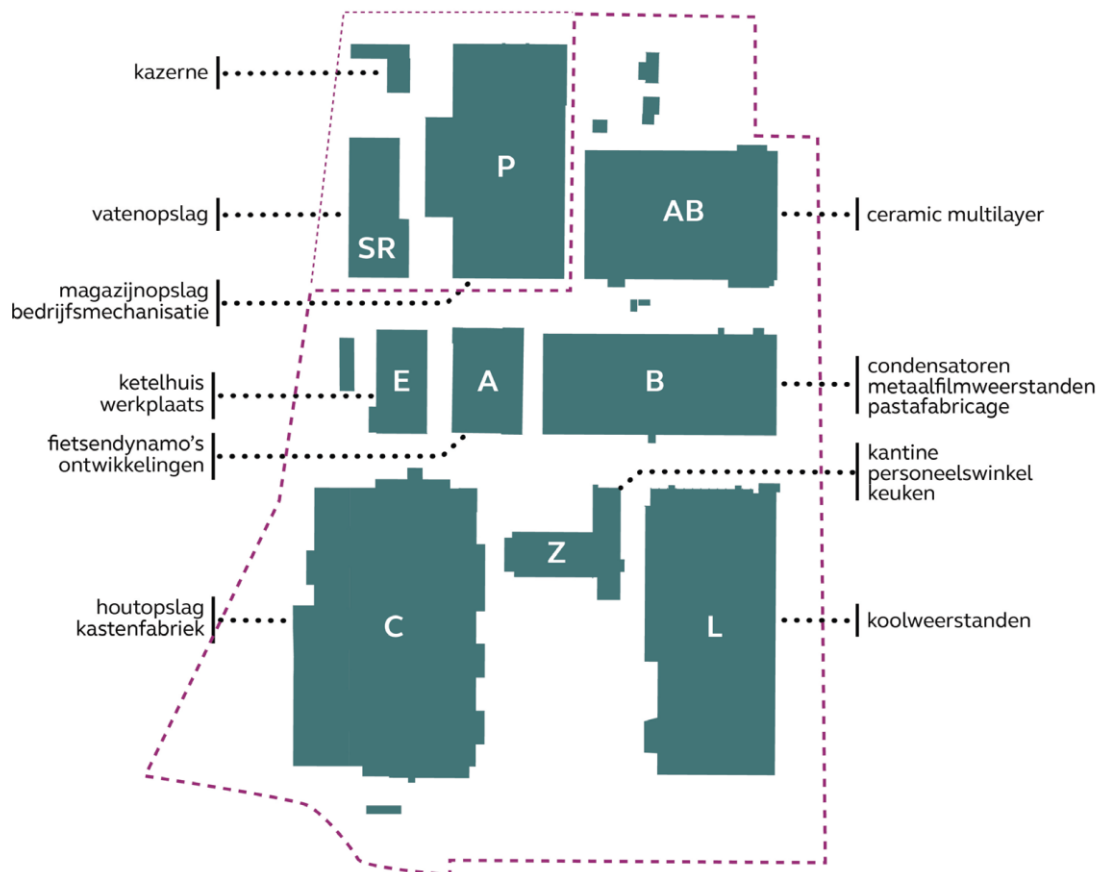 kazerne
P
vatenopslag
SR
AB
ceramic multilayer
magazijnopslag
bedrijfsmechanisatie
ketelhuis
werkplaats
E
A
B
condensatoren
metaalfilmweerstanden
pastafabricage
fietsendynamo's
ontwikkelingen
kantine
personeelswinkel
keuken
Z
houtopslag
kastenfabriek
C
L
koolweerstanden